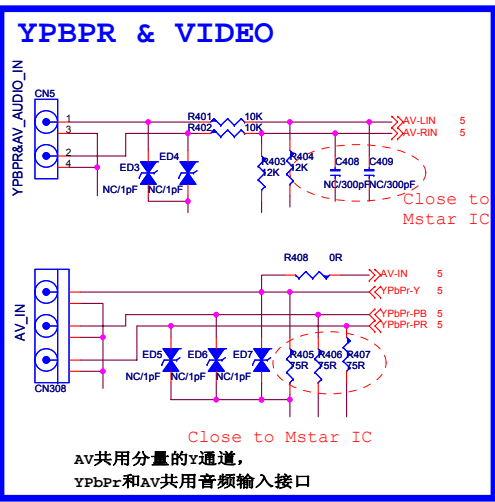 YPBPR & VIDEO
YPBPR&AV_AUDIO_IN
CN5
1
3
2
4
R401 10K
R402 10K
AV-LIN 5
AV-RIN 5
ED3
ED4
NC/1pF
NC/1pF
R403
12K
R404
12K
C408
C409
NC/300pF
NC/300pF
Close to
Mstar IC
R408 0R
AV-IN 5
YPbPr-Y 5
YPbPr-PB 5
YPbPr-PR 5
AV_IN
CN308
ED5
ED6
ED7
NC/1pF
NC/1pF
NC/1pF
R405
75R
R406
75R
R407
75R
Close to Mstar IC
AV共用分量的Y通道,
YPbPr和AV共用音频输入接口